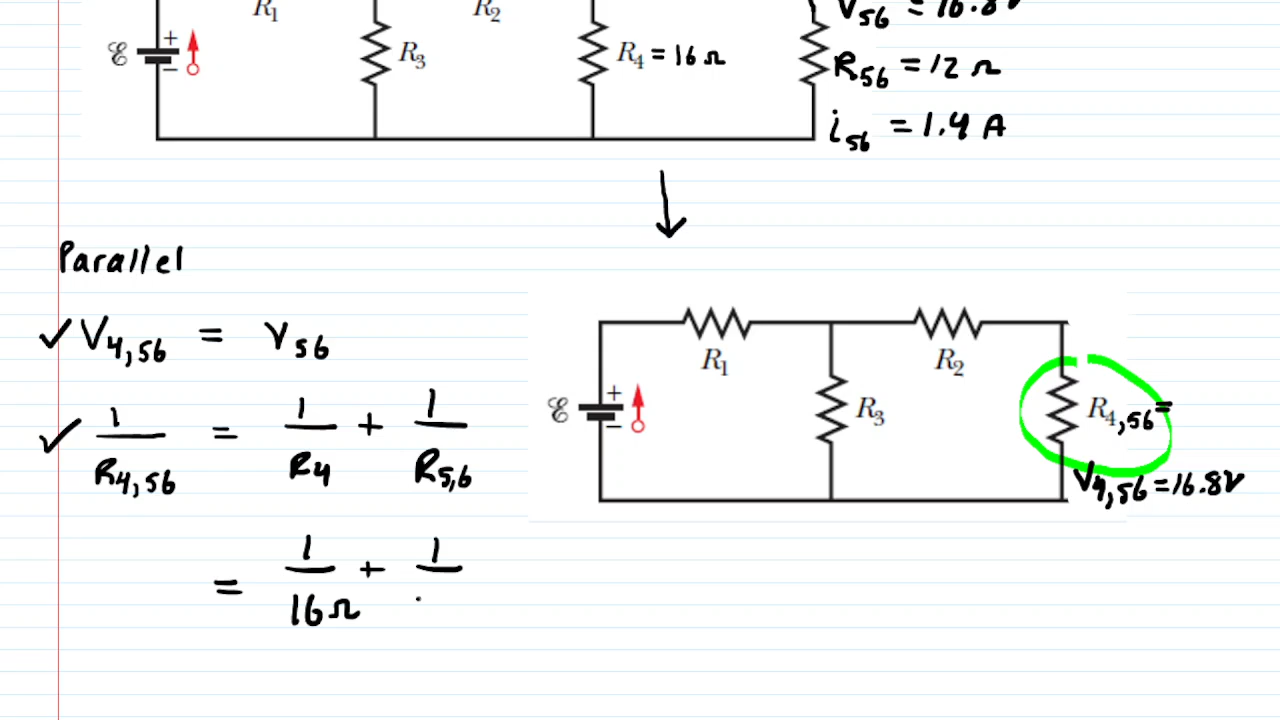 R1 R2 V56 = 16.8V
ℰ + − R3 R4 = 16 Ω R56 = 12 Ω
i56 = 1.4 A
Parallel
✓ V4,56 = V56
✓ 1/R4,56 = 1/R4 + 1/R5,6
= 1/16Ω + 1/
R1 R2
ℰ + − R3 R4,56 =
V4,56 = 16.8V